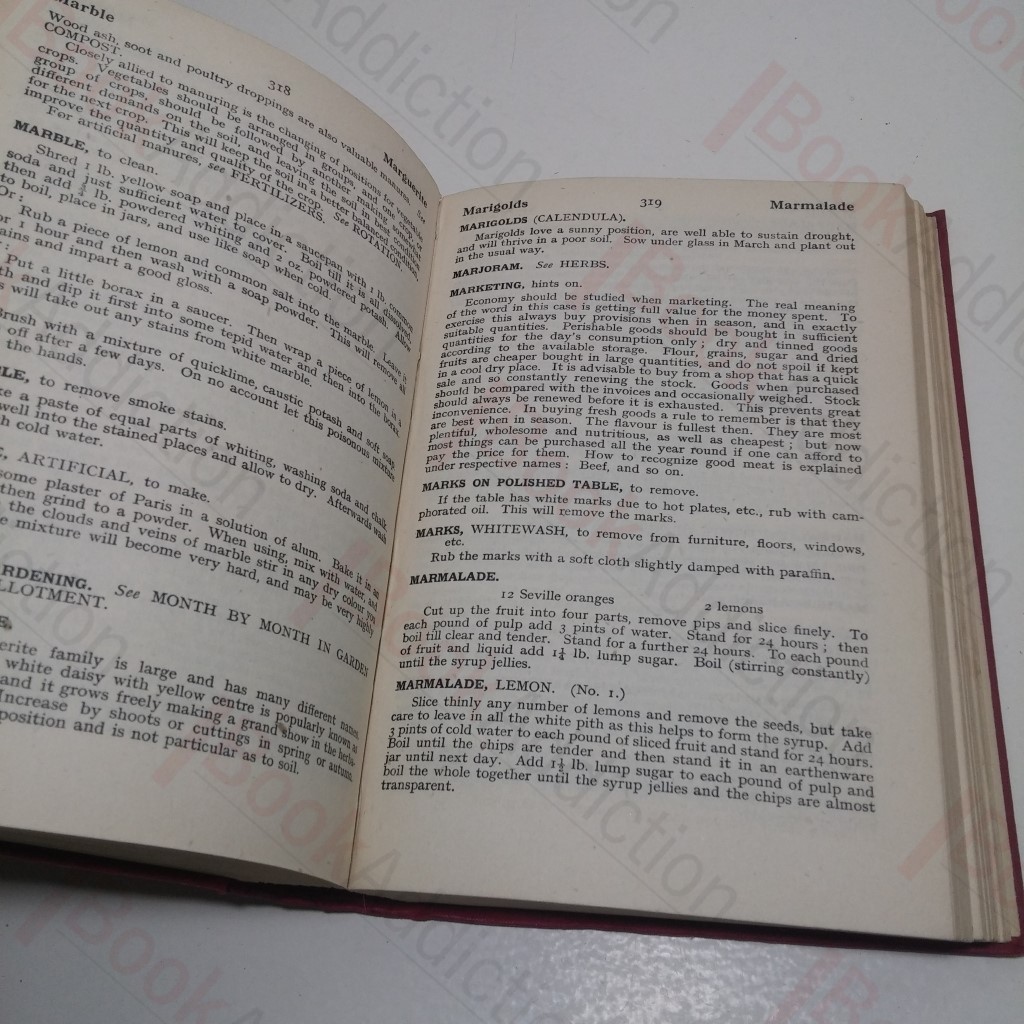 Marble
318
Marguerite
Wood ash, soot and poultry droppings are also valuable manures. See
COMPOST.
Closely allied to manuring is the changing of positions for vegetable
crops. Vegetables should be arranged in groups, and one crop or
group of crops, should be followed by another making
different demands on the soil, and leaving the soil in the best condition
for the next crop. This will keep the soil in a better balanced condition,
improve the quantity and quality of the crop. See ROTATION.
For artificial manures, see FERTILIZERS.
MARBLE, to clean.
Shred 1 lb. yellow soap and place in a saucepan with 1 lb. common
soda and just sufficient water to cover. Boil till it is all dissolved,
then add ½ lb. powdered whiting and 2 oz. powdered potash. Allow
to boil, place in jars, and use like soap when cold.
Or:
Rub a piece of lemon and common salt into the marble. Leave it
or 1 hour and then wash with a soap powder. This will remove all
ains and impart a good gloss.
Put a little borax in a saucer. Then wrap a piece of lemon in a
th and dip it first into some tepid water and then into the borax.
s will take out any stains from white marble.
Brush with a mixture of quicklime, caustic potash and soft soap
off after a few days. On no account let this poisonous mixture
the hands.
LE, to remove smoke stains.
ke a paste of equal parts of whiting, washing soda and chalk
well into the stained places and allow to dry. Afterwards wash
h cold water.
ARTIFICIAL, to make.
some plaster of Paris in a solution of alum. Bake it in an
then grind to a powder. When using, mix with water, and
the clouds and veins of marble stir in any dry colour you
e mixture will become very hard, and may be very highly
RDENING. See MONTH BY MONTH IN GARDEN
LLOTMENT.
E.
erite family is large and has many different names.
white daisy with yellow centre is popularly known as
and it grows freely making a grand show in the herba-
Increase by shoots or cuttings in spring or autumn.
position and is not particular as to soil.
Marigolds
319
Marmalade
MARIGOLDS (CALENDULA).
Marigolds love a sunny position, are well able to sustain drought,
and will thrive in a poor soil. Sow under glass in March and plant out
in the usual way.
MARJORAM. See HERBS.
MARKETING, hints on.
Economy should be studied when marketing. The real meaning
of the word in this case is getting full value for the money spent. To
exercise this always buy provisions when in season, and in exactly
suitable quantities. Perishable goods should be bought in sufficient
quantities for the day's consumption only; dry and tinned goods
according to the available storage. Flour, grains, sugar and dried
fruits are cheaper bought in large quantities, and do not spoil if kept
in a cool dry place. It is advisable to buy from a shop that has a quick
sale and so constantly renewing the stock. Goods when purchased
should be compared with the invoices and occasionally weighed. Stock
should always be renewed before it is exhausted. This prevents great
inconvenience. In buying fresh goods a rule to remember is that they
are best when in season. The flavour is fullest then. They are most
plentiful, wholesome and nutritious, as well as cheapest; but now
most things can be purchased all the year round if one can afford to
pay the price for them. How to recognize good meat is explained
under respective names: Beef, and so on.
MARKS ON POLISHED TABLE, to remove.
If the table has white marks due to hot plates, etc., rub with cam-
phorated oil. This will remove the marks.
MARKS, WHITEWASH, to remove from furniture, floors, windows,
etc.
Rub the marks with a soft cloth slightly damped with paraffin.
MARMALADE.
12 Seville oranges 2 lemons
Cut up the fruit into four parts, remove pips and slice finely. To
each pound of pulp add 3 pints of water. Stand for 24 hours; then
boil till clear and tender. Stand for a further 24 hours. To each pound
of fruit and liquid add 1¼ lb. lump sugar. Boil (stirring constantly)
until the syrup jellies.
MARMALADE, LEMON. (No. 1.)
Slice thinly any number of lemons and remove the seeds, but take
care to leave in all the white pith as this helps to form the syrup. Add
3 pints of cold water to each pound of sliced fruit and stand for 24 hours.
Boil until the chips are tender and then stand it in an earthenware
jar until next day. Add 1½ lb. lump sugar to each pound of pulp and
boil the whole together until the syrup jellies and the chips are almost
transparent.
BookAddiction